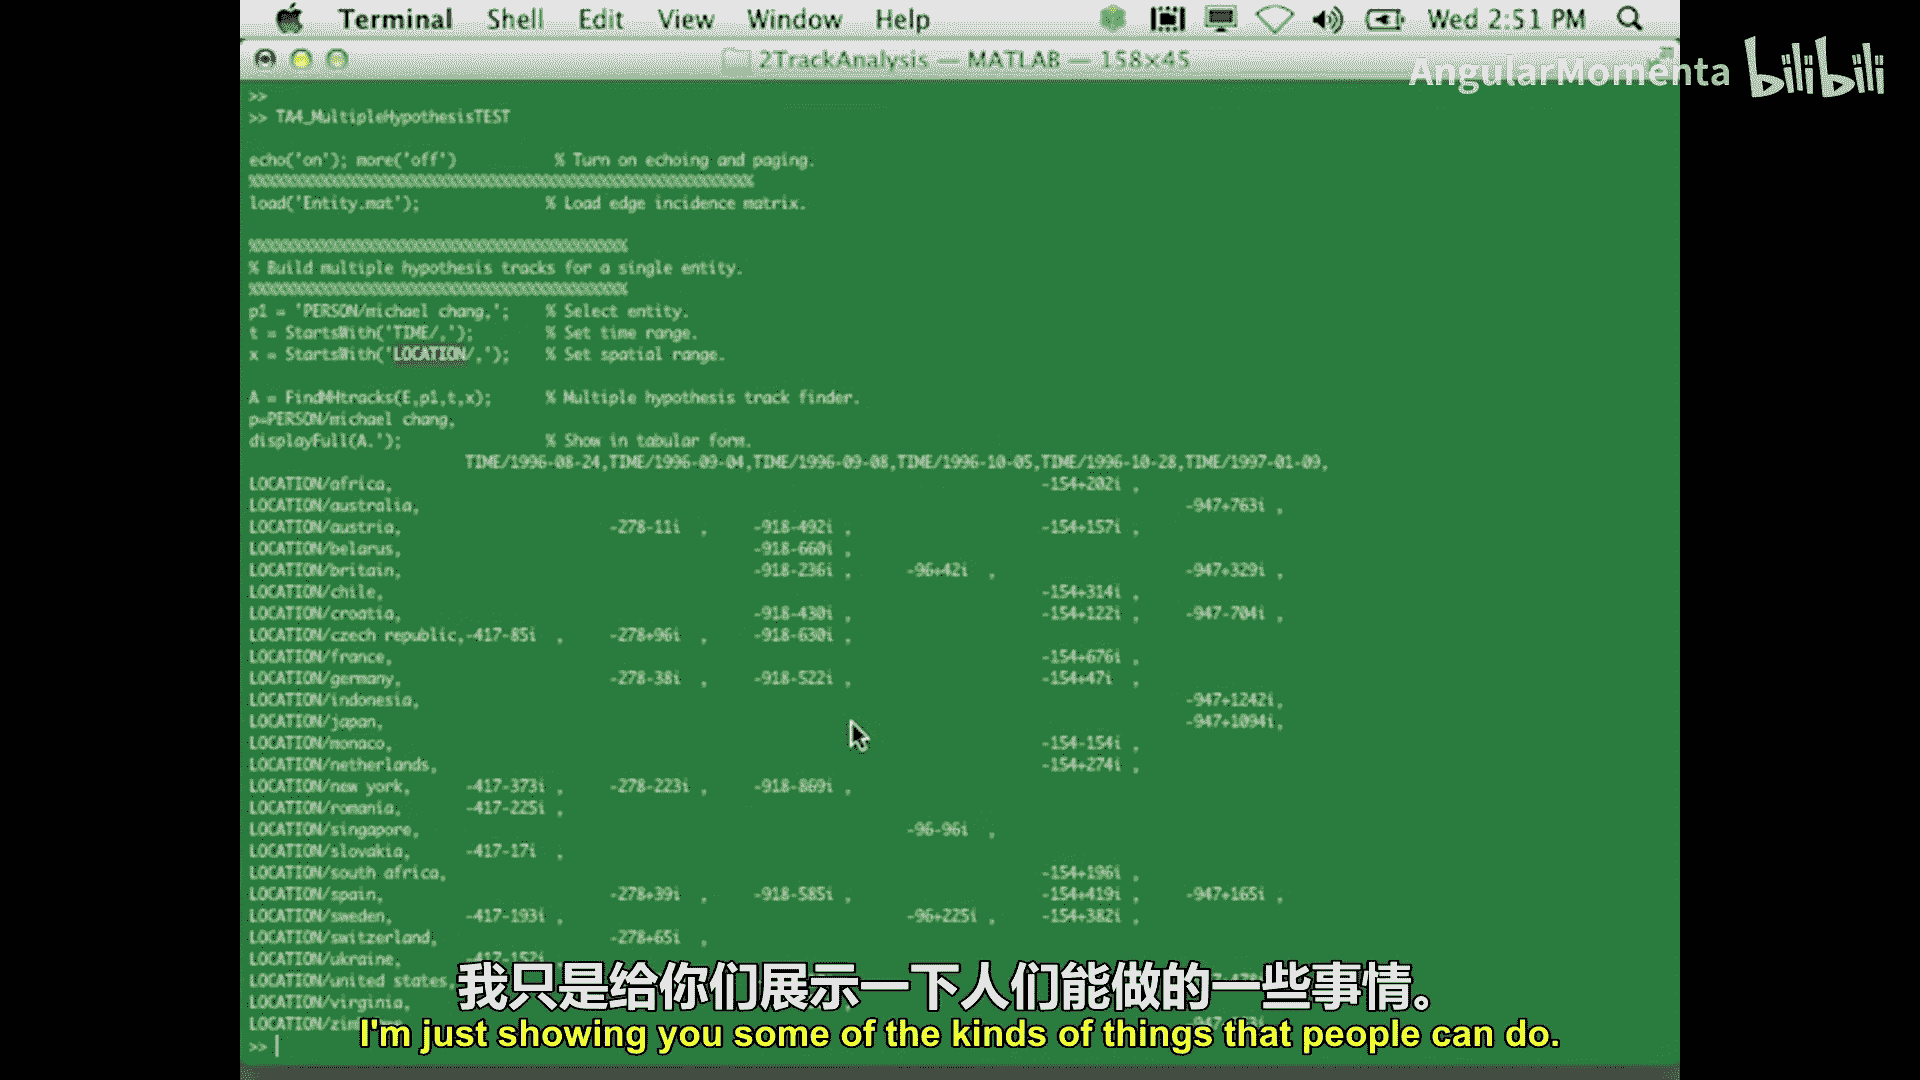 Terminal Shell Edit View Window Help Wed 2:51 PM
2TrackAnalysis — MATLAB — 158×45
AngularMomenta bilibili
>>
>> TA4_MultipleHypothesisTEST
echo('on'); more('off') % Turn on echoing and paging.
%%%%%%%%%%%%%%%%%%%%%%%%%%%%%%%%%%%%%%%%%%%%%%%%%%%%%%%%
load('Entity.mat'); % Load edge incidence matrix.
%%%%%%%%%%%%%%%%%%%%%%%%%%%%%%%%%%%%%%%%%%
% Build multiple hypothesis tracks for a single entity.
%%%%%%%%%%%%%%%%%%%%%%%%%%%%%%%%%%%%%%%%%%
p1 = 'PERSON/michael chang,'; % Select entity.
t = StartsWith('TIME/,'); % Set time range.
x = StartsWith('LOCATION/,'); % Set spatial range.
A = FindMHtracks(E,p1,t,x); % Multiple hypothesis track finder.
p=PERSON/michael chang,
displayFull(A.'); % Show in tabular form.
TIME/1996-08-24,TIME/1996-09-04,TIME/1996-09-08,TIME/1996-10-05,TIME/1996-10-28,TIME/1997-01-09,
LOCATION/africa, -154+202i ,
LOCATION/australia, -947+763i ,
LOCATION/austria, -278-11i , -918-492i , -154+157i ,
LOCATION/belarus, -918-660i ,
LOCATION/britain, -918-236i , -96+42i , -947+329i ,
LOCATION/chile, -154+314i ,
LOCATION/croatia, -918-430i , -154+122i , -947-704i ,
LOCATION/czech republic,-417-85i , -278+96i , -918-630i ,
LOCATION/france, -154+676i ,
LOCATION/germany, -278-38i , -918-522i , -154+47i ,
LOCATION/indonesia, -947+1242i,
LOCATION/japan, -947+1094i,
LOCATION/monaco, -154-154i ,
LOCATION/netherlands, -154+274i ,
LOCATION/new york, -417-373i , -278-223i , -918-869i ,
LOCATION/romania, -417-225i ,
LOCATION/singapore, -96-96i ,
LOCATION/slovakia, -417-17i ,
LOCATION/south africa, -154+196i ,
LOCATION/spain, -278+39i , -918-585i , -154+419i , -947+165i ,
LOCATION/sweden, -417-193i , -96+225i , -154+382i ,
LOCATION/switzerland, -278+65i ,
LOCATION/ukraine,
LOCATION/united states,
LOCATION/virginia,
我只是给你们展示一下人们能做的一些事情。
I'm just showing you some of the kinds of things that people can do.
>>